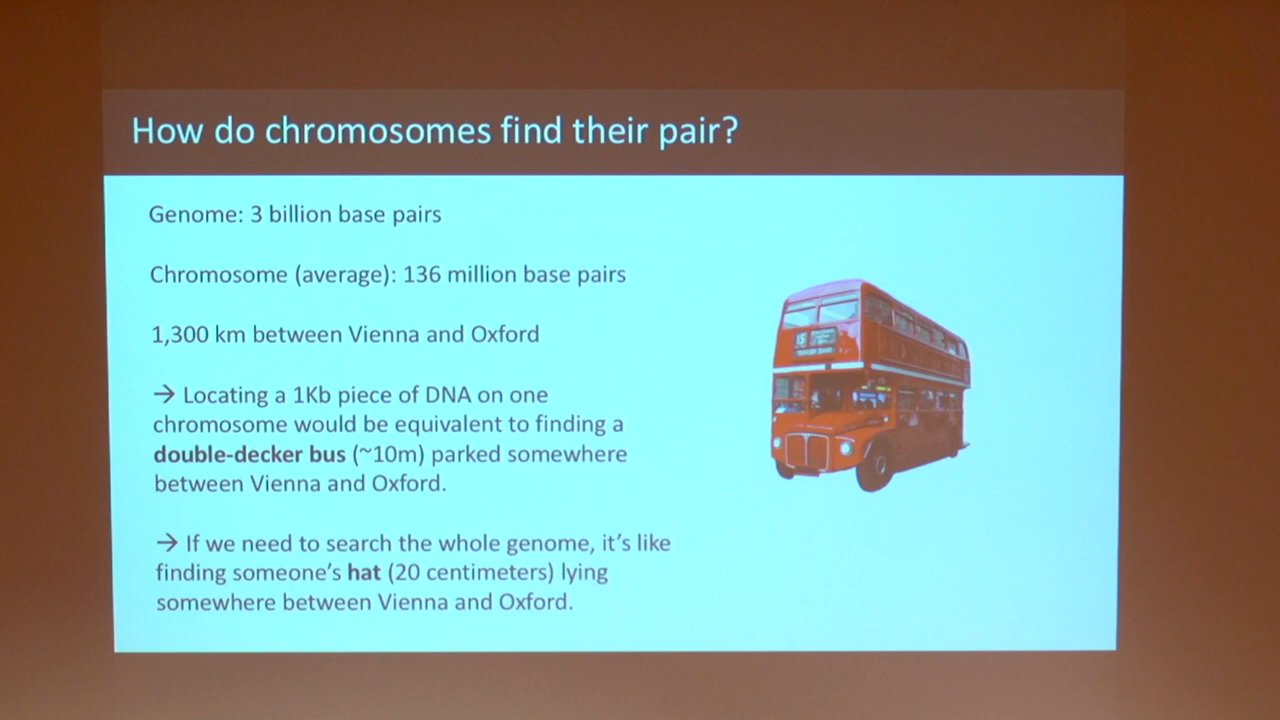 How do chromosomes find their pair?
Genome: 3 billion base pairs
Chromosome (average): 136 million base pairs
1,300 km between Vienna and Oxford
→ Locating a 1Kb piece of DNA on one
chromosome would be equivalent to finding a
double-decker bus (~10m) parked somewhere
between Vienna and Oxford.
→ If we need to search the whole genome, it's like
finding someone's hat (20 centimeters) lying
somewhere between Vienna and Oxford.
15